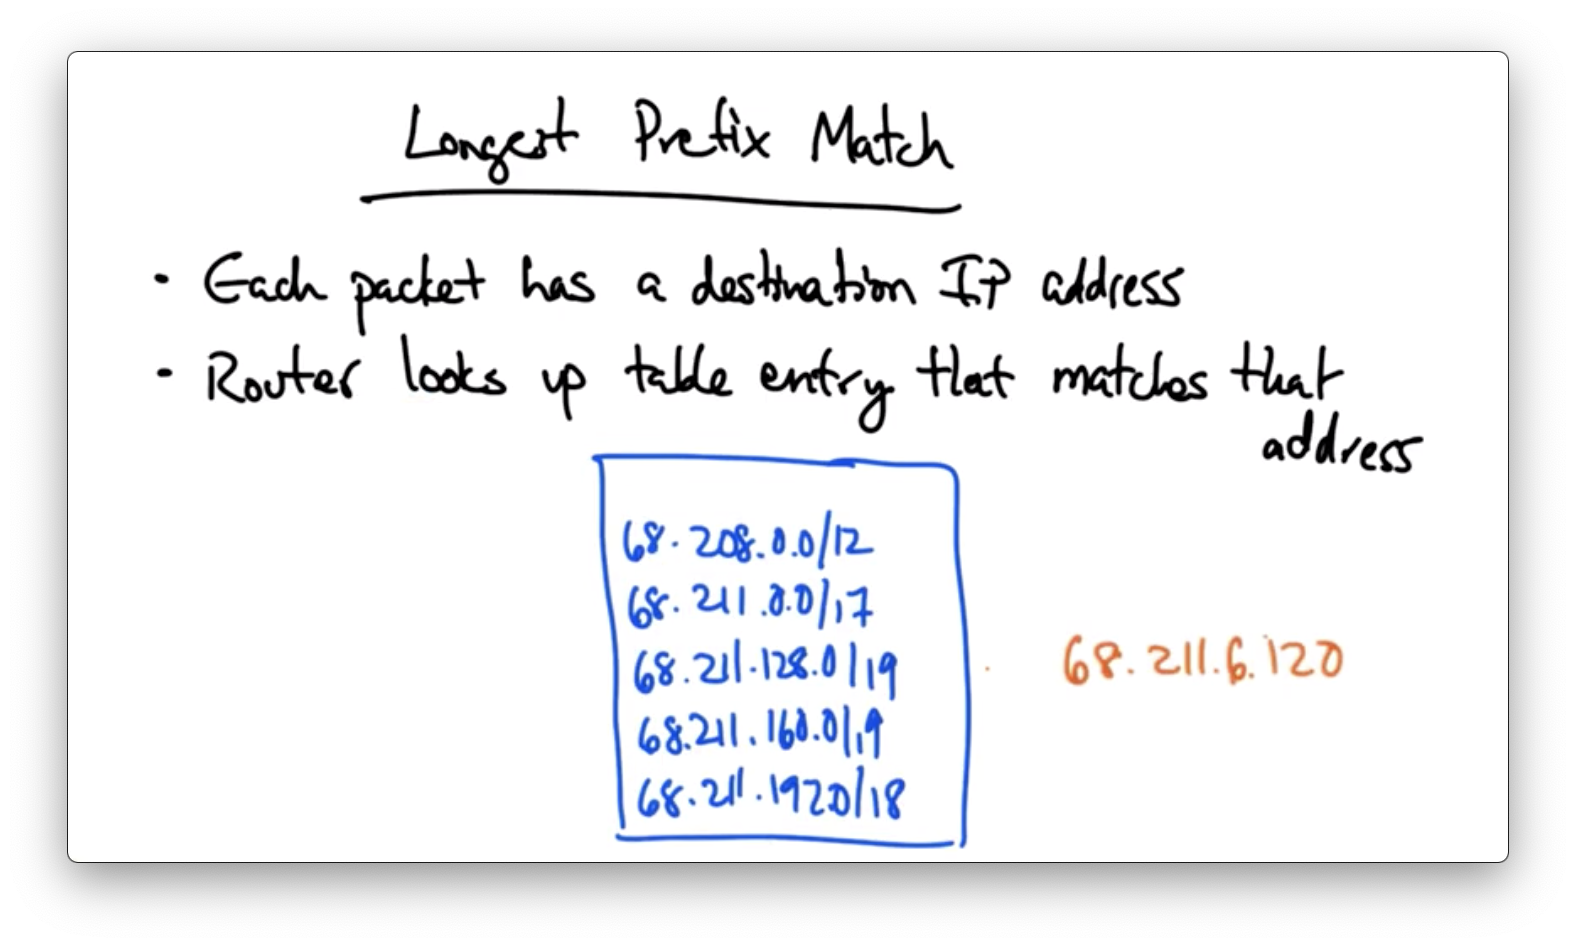 Longest Prefix Match
• Each packet has a destination IP address
• Router looks up table entry that matches that
address
68.208.0.0/12
68.211.0.0/17
68.211.128.0/19
68.211.160.0/19
68.211.192.0/18
68.211.6.120